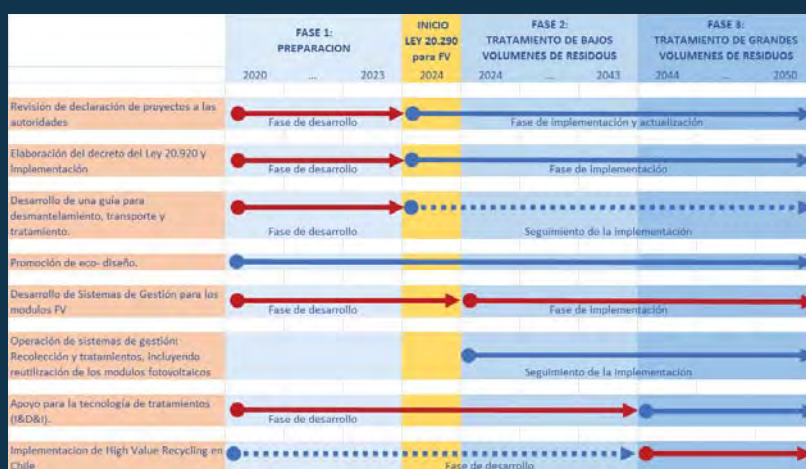 FASE 1:
PREPARACION
INICIO
LEY 20.290
para FV
FASE 2:
TRATAMIENTO DE BAJOS
VOLUMENES DE RESIDOUS
FASE 3:
TRATAMIENTO DE GRANDES
VOLUMENES DE RESIDUOS
2020 ... 2023 2024 2024 ... 2043 2044 ... 2050
Revisión de declaración de proyectos a las
autoridades
Fase de desarrollo
Fase de implementación y actualización
Elaboración del decreto del Ley 20.920 y
Implementación
Fase de desarrollo
Fase de implementación
Desarrollo de una guía para
desmantelamiento, transporte y
tratamiento.
Fase de desarrollo
Seguimiento de la implementación
Promoción de eco- diseño.
Desarrollo de Sistemas de Gestión para los
modulos FV
Fase de desarrollo
Fase de implementación
Operación de sistemas de gestión:
Recolección y tratamientos, incluyendo
reutilización de los modulos fotovoltaicos
Seguimiento de la implementación
Apoyo para la tecnología de tratamientos
(I&D&I).
Fase de desarrollo
Implementacion de High Value Recycling en
Chile
Fase de desarrollo